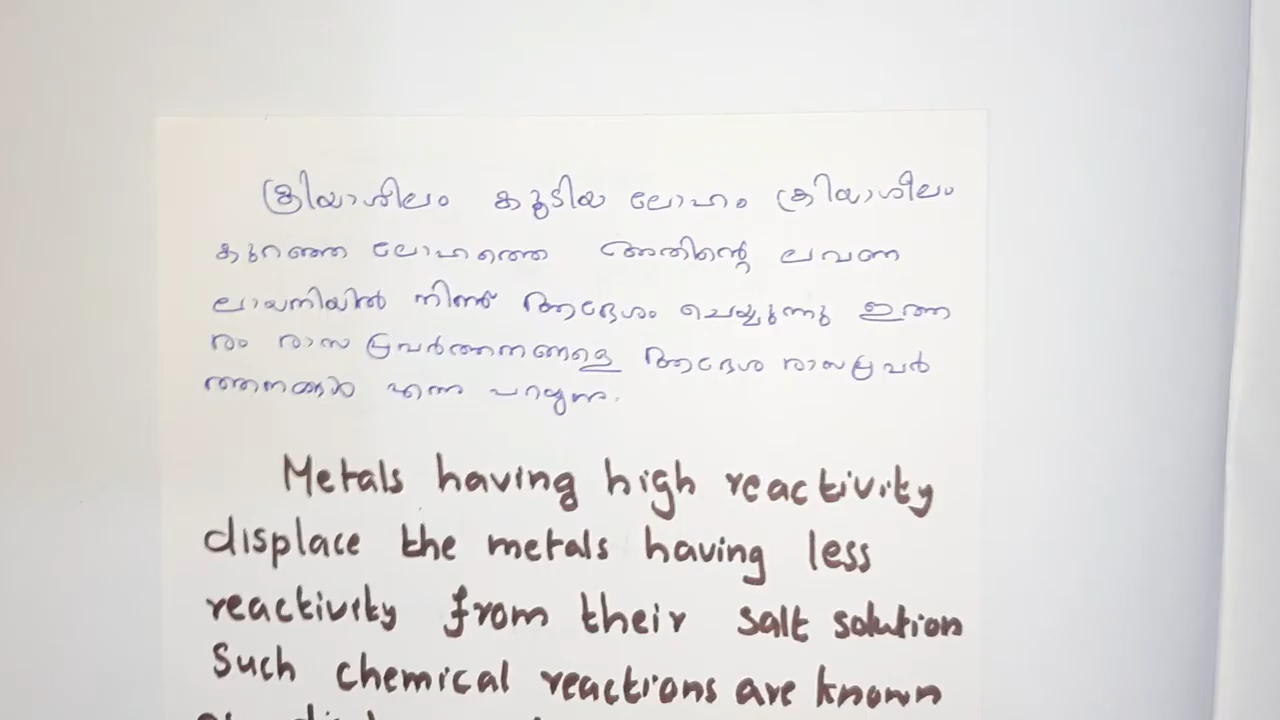 ക്രിയാശീലം കൂടിയ ലോഹം ക്രിയാശീലം
കുറഞ്ഞ ലോഹത്തെ അതിന്റെ ലവണ
ലായനിയിൽ നിന്ന് ആദേശം ചെയ്യുന്നു ഇത്ത
രം രാസ പ്രവർത്തനങ്ങളെ ആദേശ രാസപ്രവർ
ത്തനങ്ങൾ എന്നു പറയുന്നു.
Metals having high reactivity
displace the metals having less
reactivity from their salt solution
Such chemical reactions are known